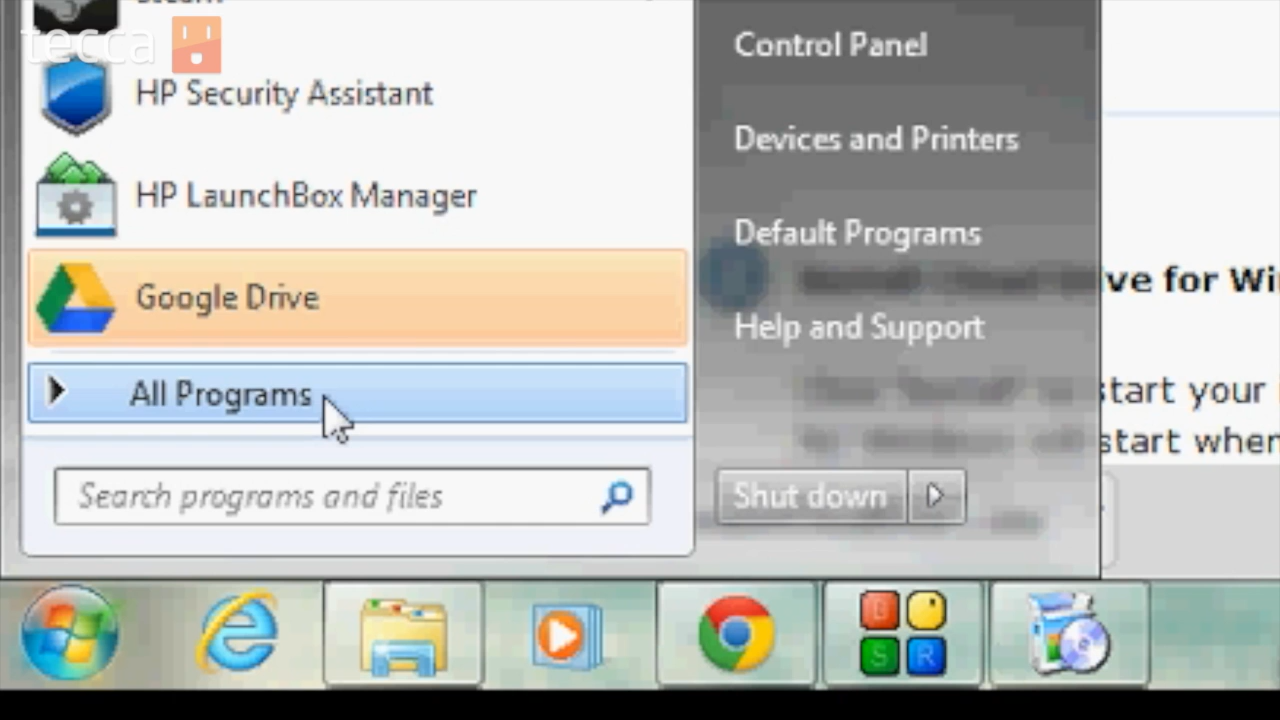 Steam
tecca
HP Security Assistant
HP LaunchBox Manager
Google Drive
All Programs
Search programs and files
Control Panel
Devices and Printers
Default Programs
Help and Support
Shut down
ve for Wi
start your
start when
S R